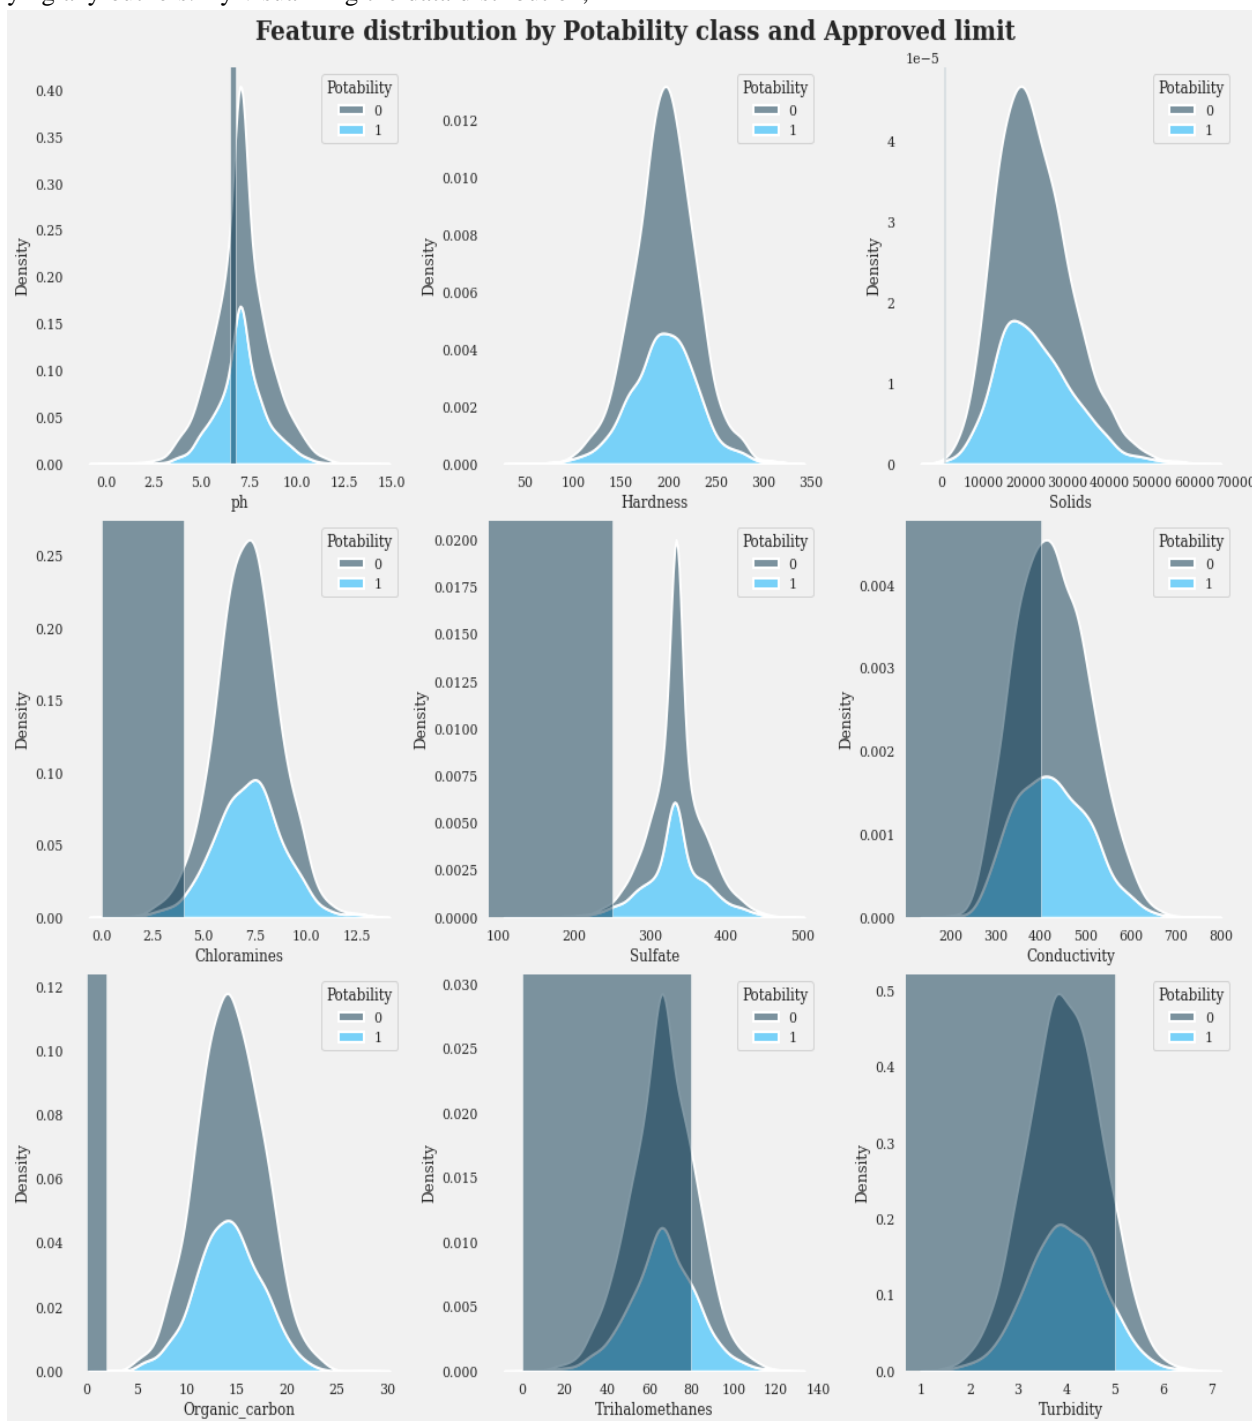 Feature distribution by Potability class and Approved limit
0.40
0.35
0.30
0.25
0.20
0.15
0.10
0.05
0.00
Density
Potability
0
1
0.0 2.5 5.0 7.5 10.0 12.5 15.0
ph
0.012
0.010
0.008
0.006
0.004
0.002
0.000
Density
Potability
0
1
50 100 150 200 250 300 350
Hardness
1e−5
4
3
2
1
0
Density
Potability
0
1
0 10000 20000 30000 40000 50000 60000 70000
Solids
0.25
0.20
0.15
0.10
0.05
0.00
Density
Potability
0
1
0.0 2.5 5.0 7.5 10.0 12.5
Chloramines
0.0200
0.0175
0.0150
0.0125
0.0100
0.0075
0.0050
0.0025
0.0000
Density
Potability
0
1
100 200 300 400 500
Sulfate
0.004
0.003
0.002
0.001
0.000
Density
Potability
0
1
200 300 400 500 600 700 800
Conductivity
0.12
0.10
0.08
0.06
0.04
0.02
0.00
Density
Potability
0
1
0 5 10 15 20 25 30
Organic_carbon
0.030
0.025
0.020
0.015
0.010
0.005
0.000
Density
Potability
0
1
0 20 40 60 80 100 120 140
Trihalomethanes
0.5
0.4
0.3
0.2
0.1
0.0
Density
Potability
0
1
1 2 3 4 5 6 7
Turbidity